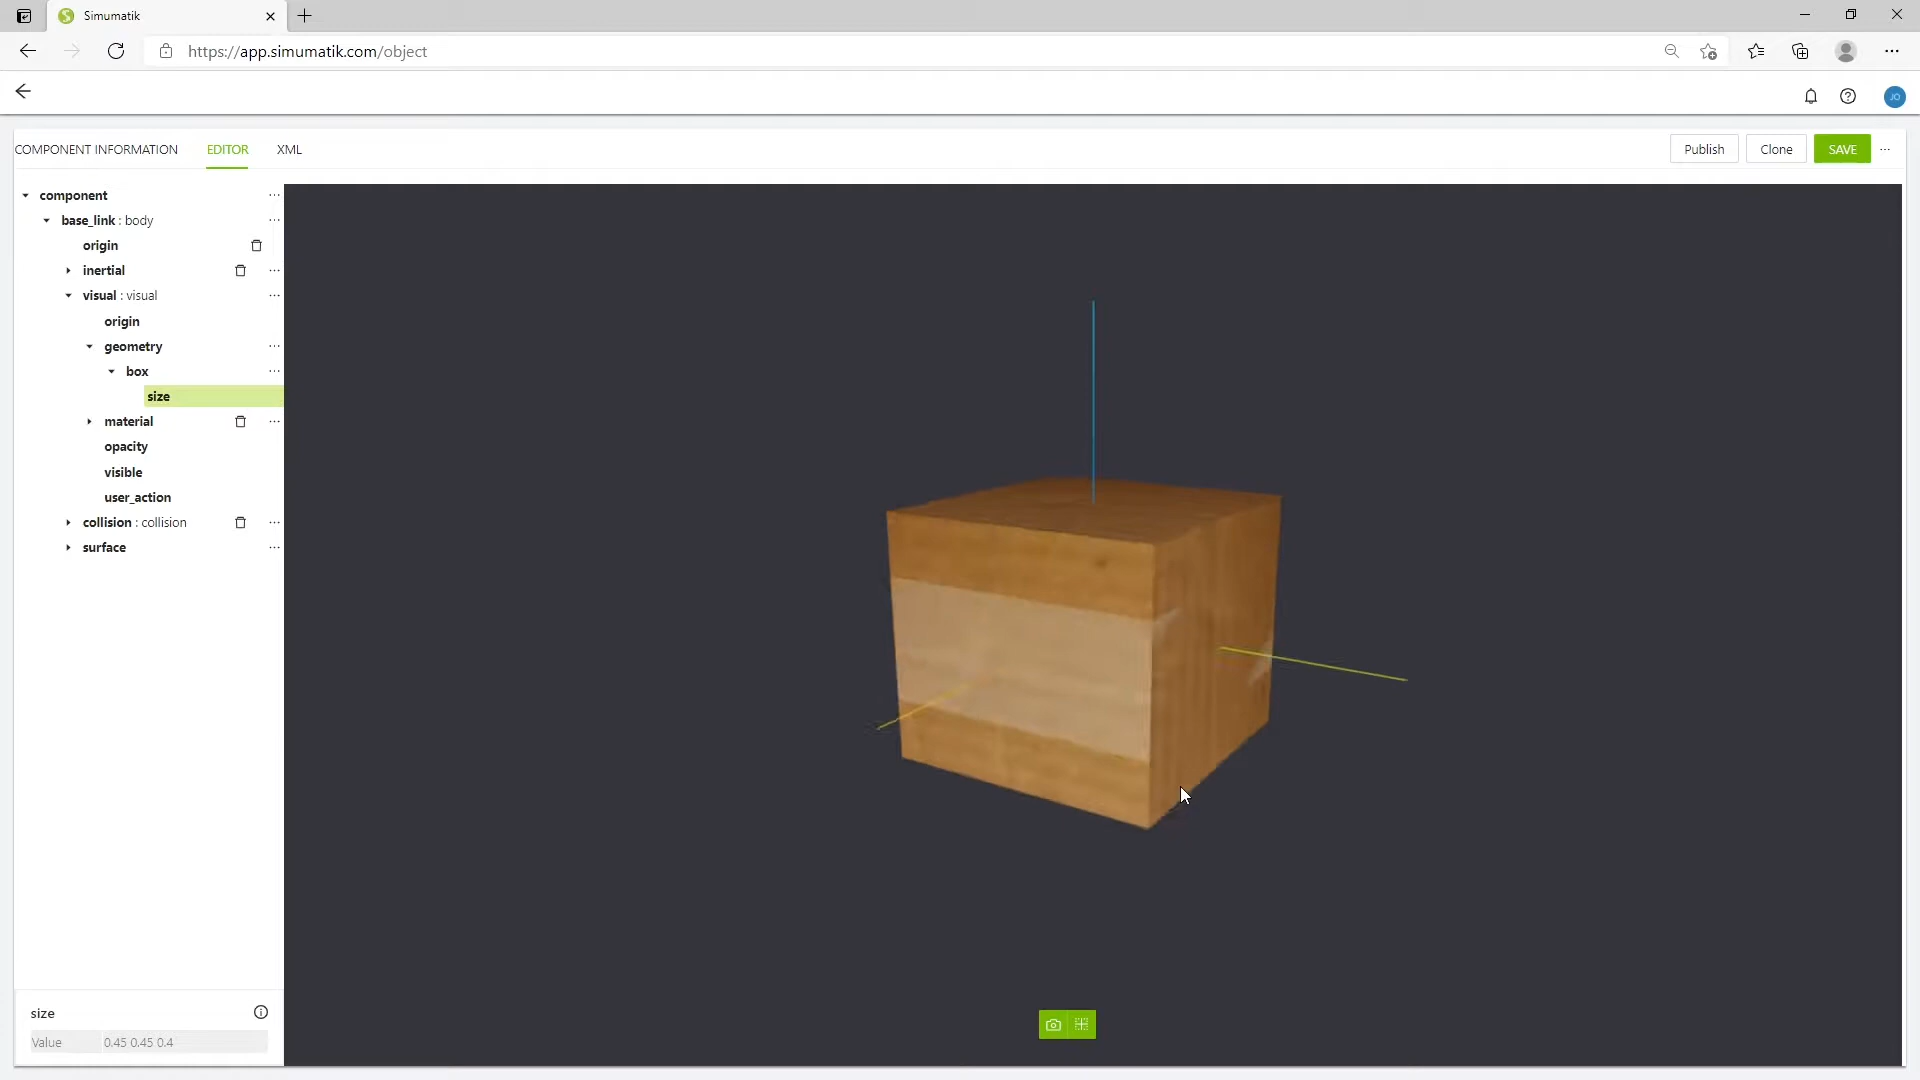 Simumatik
https://app.simumatik.com/object
JO
COMPONENT INFORMATION
EDITOR
XML
Publish
Clone
SAVE
component
base_link : body
origin
inertial
visual : visual
origin
geometry
box
size
material
opacity
visible
user_action
collision : collision
surface
size
Value 0.45 0.45 0.4